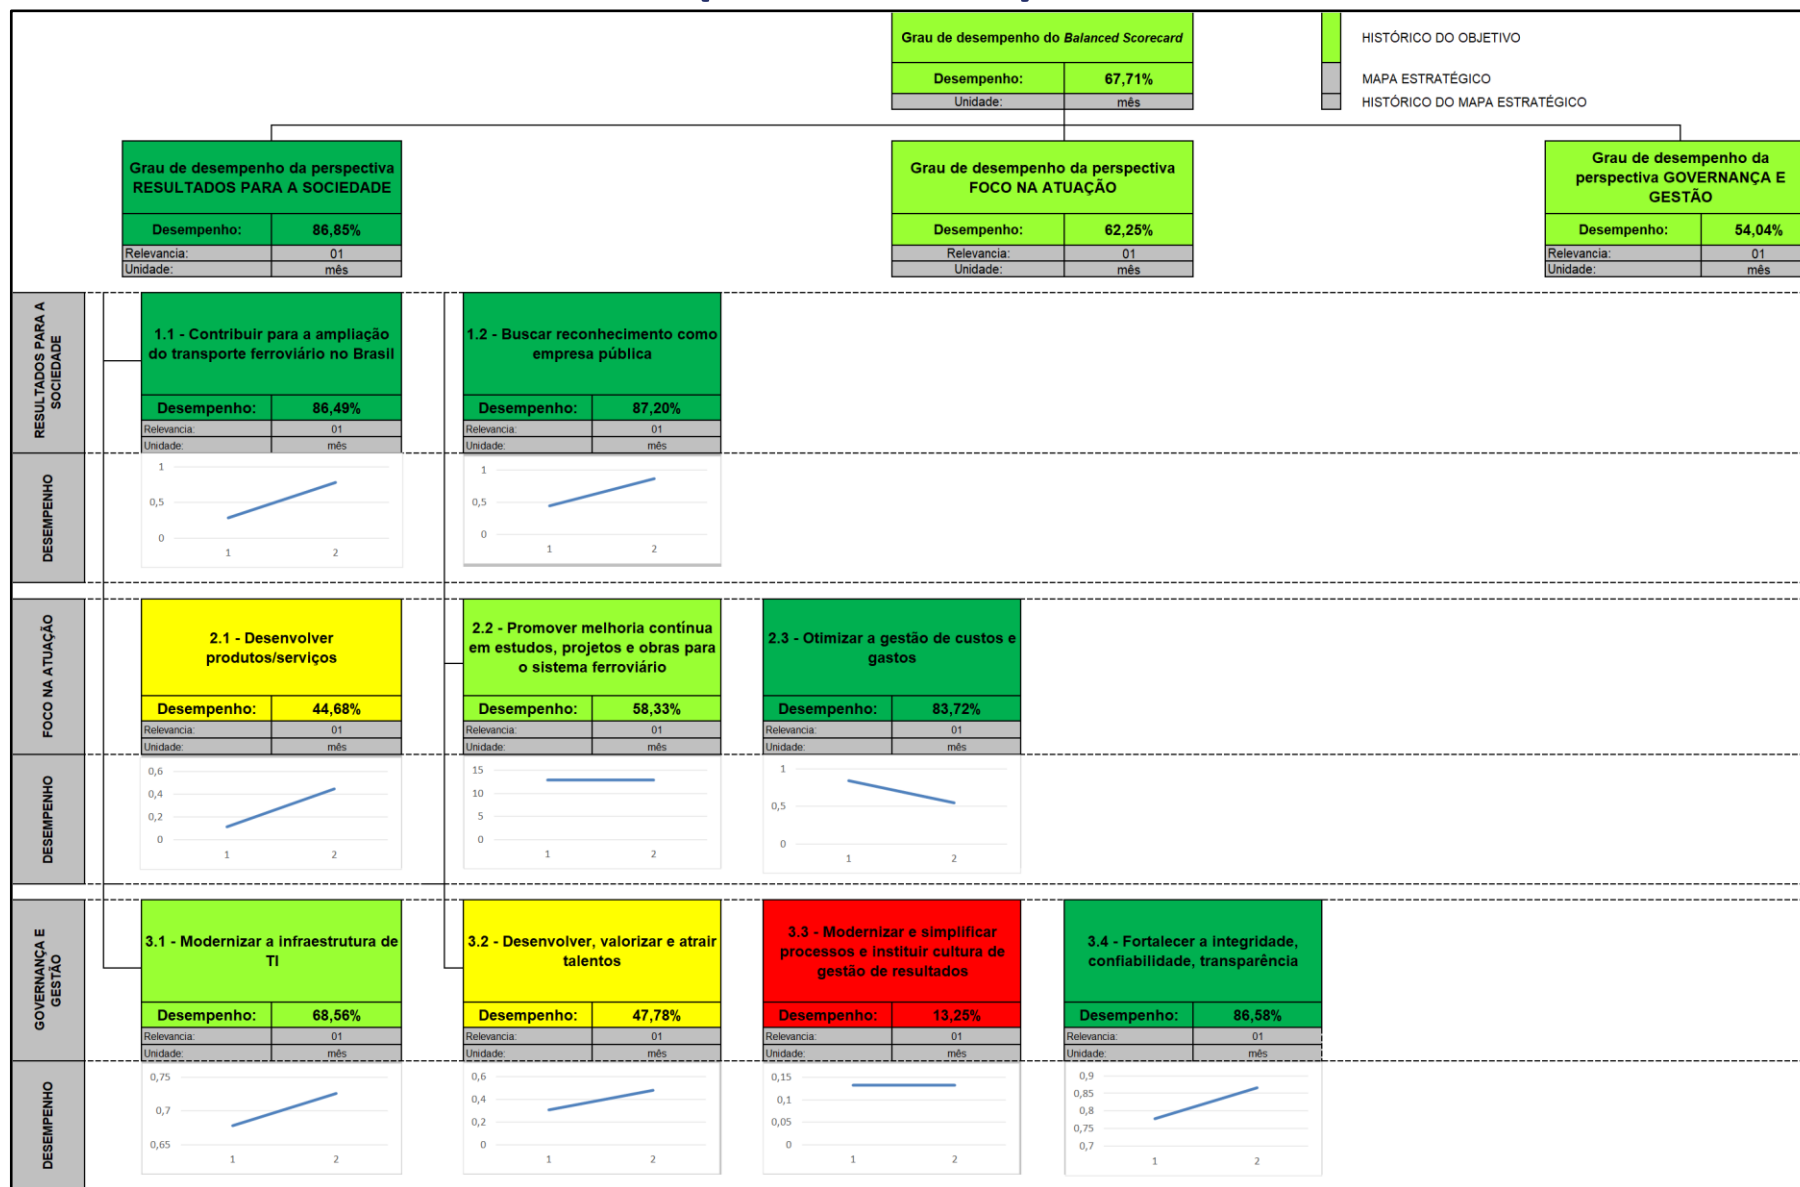 Grau de desempenho do Balanced Scorecard
Desempenho: 67,71%
Unidade: mês
HISTÓRICO DO OBJETIVO
MAPA ESTRATÉGICO
HISTÓRICO DO MAPA ESTRATÉGICO
Grau de desempenho da perspectiva
RESULTADOS PARA A SOCIEDADE
Desempenho: 86,85%
Relevancia: 01
Unidade: mês
Grau de desempenho da perspectiva
FOCO NA ATUAÇÃO
Desempenho: 62,25%
Relevancia: 01
Unidade: mês
Grau de desempenho da
perspectiva GOVERNANÇA E
GESTÃO
Desempenho: 54,04%
Relevancia: 01
Unidade: mês
RESULTADOS PARA A
SOCIEDADE
1.1 - Contribuir para a ampliação
do transporte ferroviário no Brasil
Desempenho: 86,49%
Relevancia: 01
Unidade: mês
1.2 - Buscar reconhecimento como
empresa pública
Desempenho: 87,20%
Relevancia: 01
Unidade: mês
DESEMPENHO
1
0,5
0
1 2
1
0,5
0
1 2
FOCO NA ATUAÇÃO
2.1 - Desenvolver
produtos/serviços
Desempenho: 44,68%
Relevancia: 01
Unidade: mês
2.2 - Promover melhoria contínua
em estudos, projetos e obras para
o sistema ferroviário
Desempenho: 58,33%
Relevancia: 01
Unidade: mês
2.3 - Otimizar a gestão de custos e
gastos
Desempenho: 83,72%
Relevancia: 01
Unidade: mês
DESEMPENHO
0,6
0,4
0,2
0
1 2
15
10
5
0
1 2
1
0,5
0
1 2
GOVERNANÇA E
GESTÃO
3.1 - Modernizar a infraestrutura de
TI
Desempenho: 68,56%
Relevancia: 01
Unidade: mês
3.2 - Desenvolver, valorizar e atrair
talentos
Desempenho: 47,78%
Relevancia: 01
Unidade: mês
3.3 - Modernizar e simplificar
processos e instituir cultura de
gestão de resultados
Desempenho: 13,25%
Relevancia: 01
Unidade: mês
3.4 - Fortalecer a integridade,
confiabilidade, transparência
Desempenho: 86,58%
Relevancia: 01
Unidade: mês
DESEMPENHO
0,75
0,7
0,65
1 2
0,6
0,4
0,2
0
1 2
0,15
0,1
0,05
0
1 2
0,9
0,85
0,8
0,75
0,7
1 2